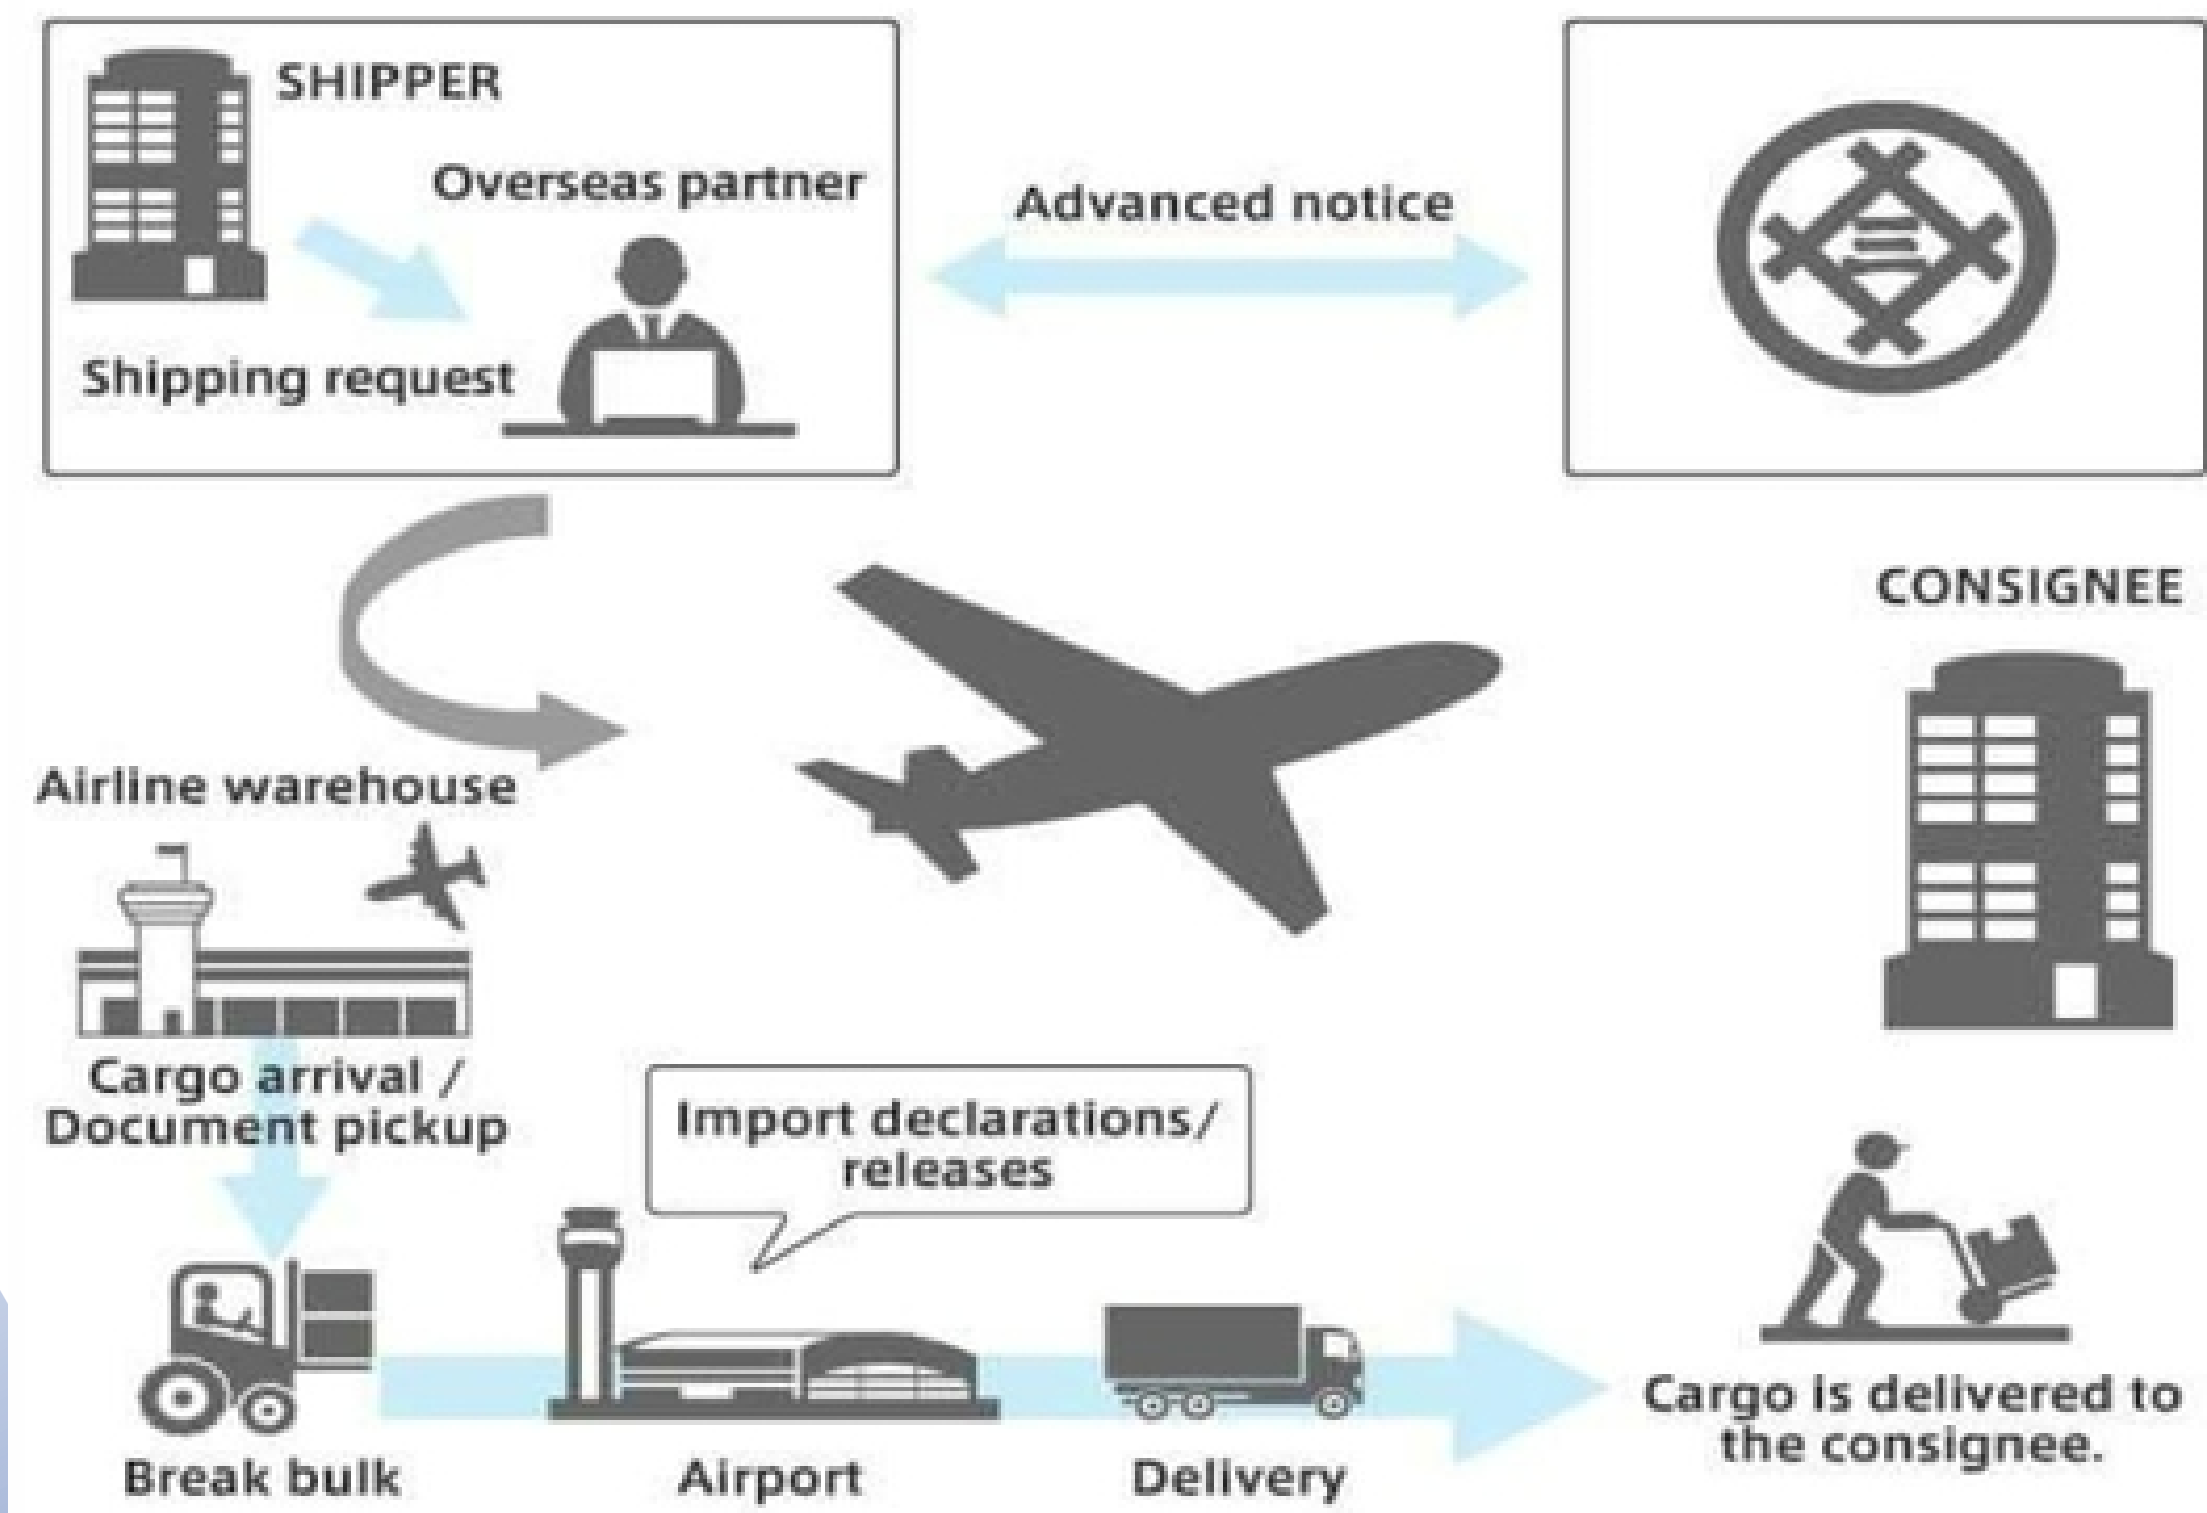 SHIPPER
Overseas partner
Shipping request
Advanced notice
三
CONSIGNEE
Airline warehouse
Cargo arrival /
Document pickup
Import declarations/
releases
Break bulk
Airport
Delivery
Cargo is delivered to
the consignee.